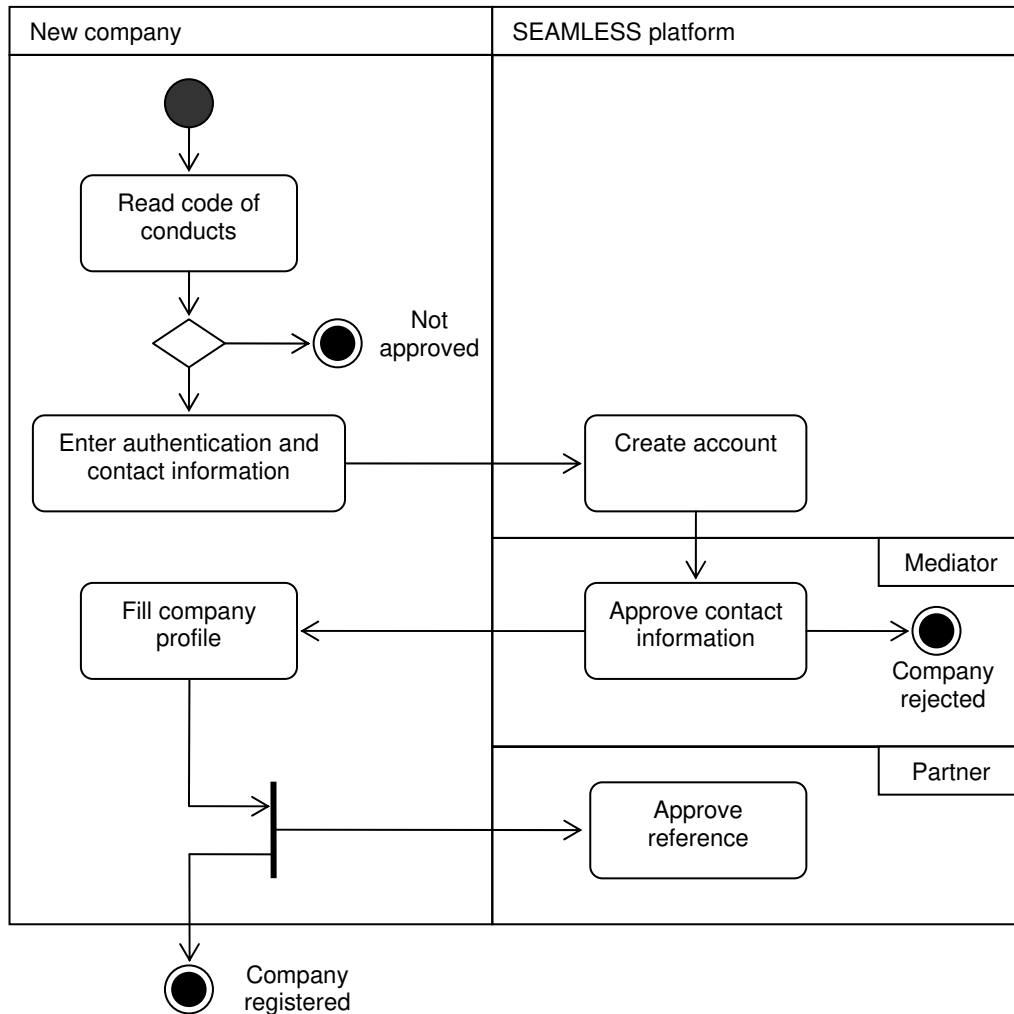 New company
SEAMLESS platform
Read code of
conducts
Not
approved
Enter authentication and
contact information
Create account
Mediator
Fill company
profile
Approve contact
information
Company
rejected
Partner
Approve
reference
Company
registered